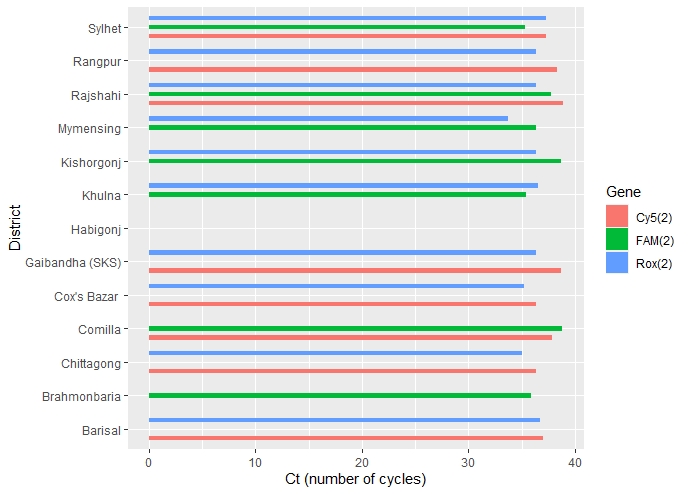 District
Sylhet
Rangpur
Rajshahi
Mymensing
Kishorgonj
Khulna
Habigonj
Gaibandha (SKS)
Cox's Bazar
Comilla
Chittagong
Brahmonbaria
Barisal
0 10 20 30 40
Ct (number of cycles)
Gene
Cy5(2)
FAM(2)
Rox(2)